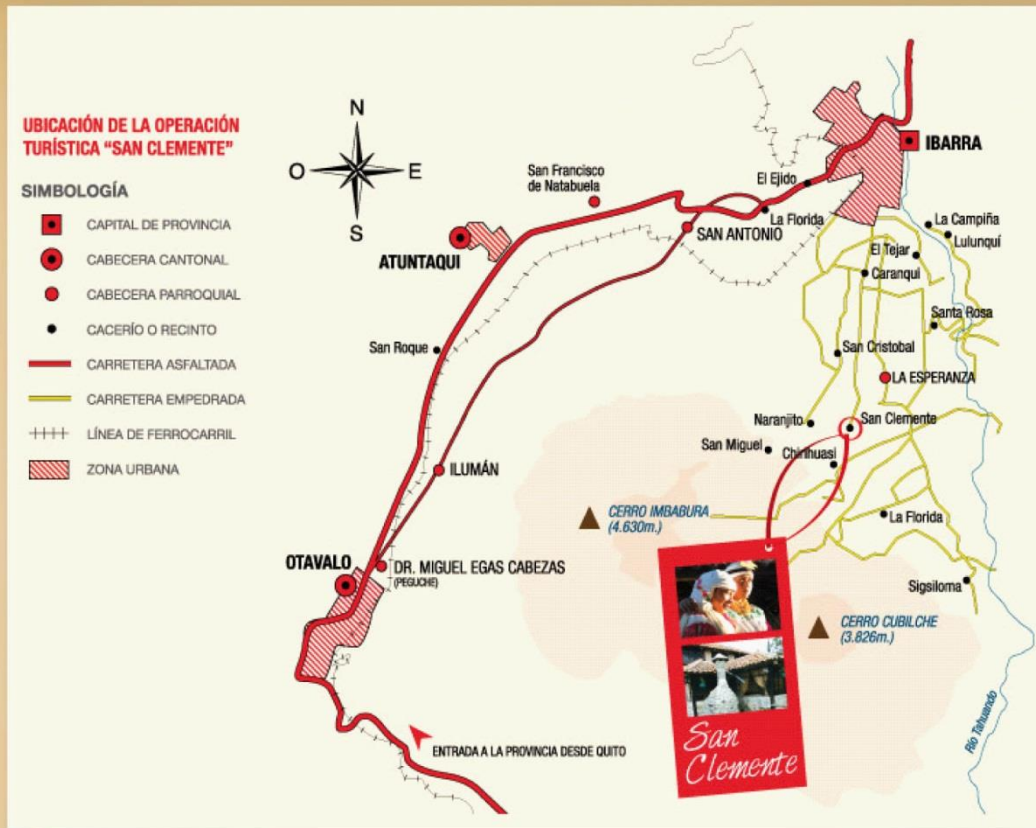 UBICACIÓN DE LA OPERACIÓN
TURÍSTICA “SAN CLEMENTE”
SIMBOLOGÍA
CAPITAL DE PROVINCIA
CABECERA CANTONAL
CABECERA PARROQUIAL
CACERÍO O RECINTO
CARRETERA ASFALTADA
CARRETERA EMPEDRADA
LÍNEA DE FERROCARRIL
ZONA URBANA
N
O
E
S
San Francisco
de Natabuela
El Ejido
IBARRA
La Florida
SAN ANTONIO
ATUNTAQUI
La Campiña
Lulunquí
El Tejar
Caranqui
Santa Rosa
San Roque
San Cristobal
LA ESPERANZA
Naranjito
San Clemente
San Miguel
Chirihuasi
ILUMÁN
CERRO IMBABURA
(4.630m.)
La Florida
OTAVALO
DR. MIGUEL EGAS CABEZAS
(PEGUCHE)
Sigsiloma
CERRO CUBILCHE
(3.826m.)
Río Tahuando
ENTRADA A LA PROVINCIA DESDE QUITO
San
Clemente